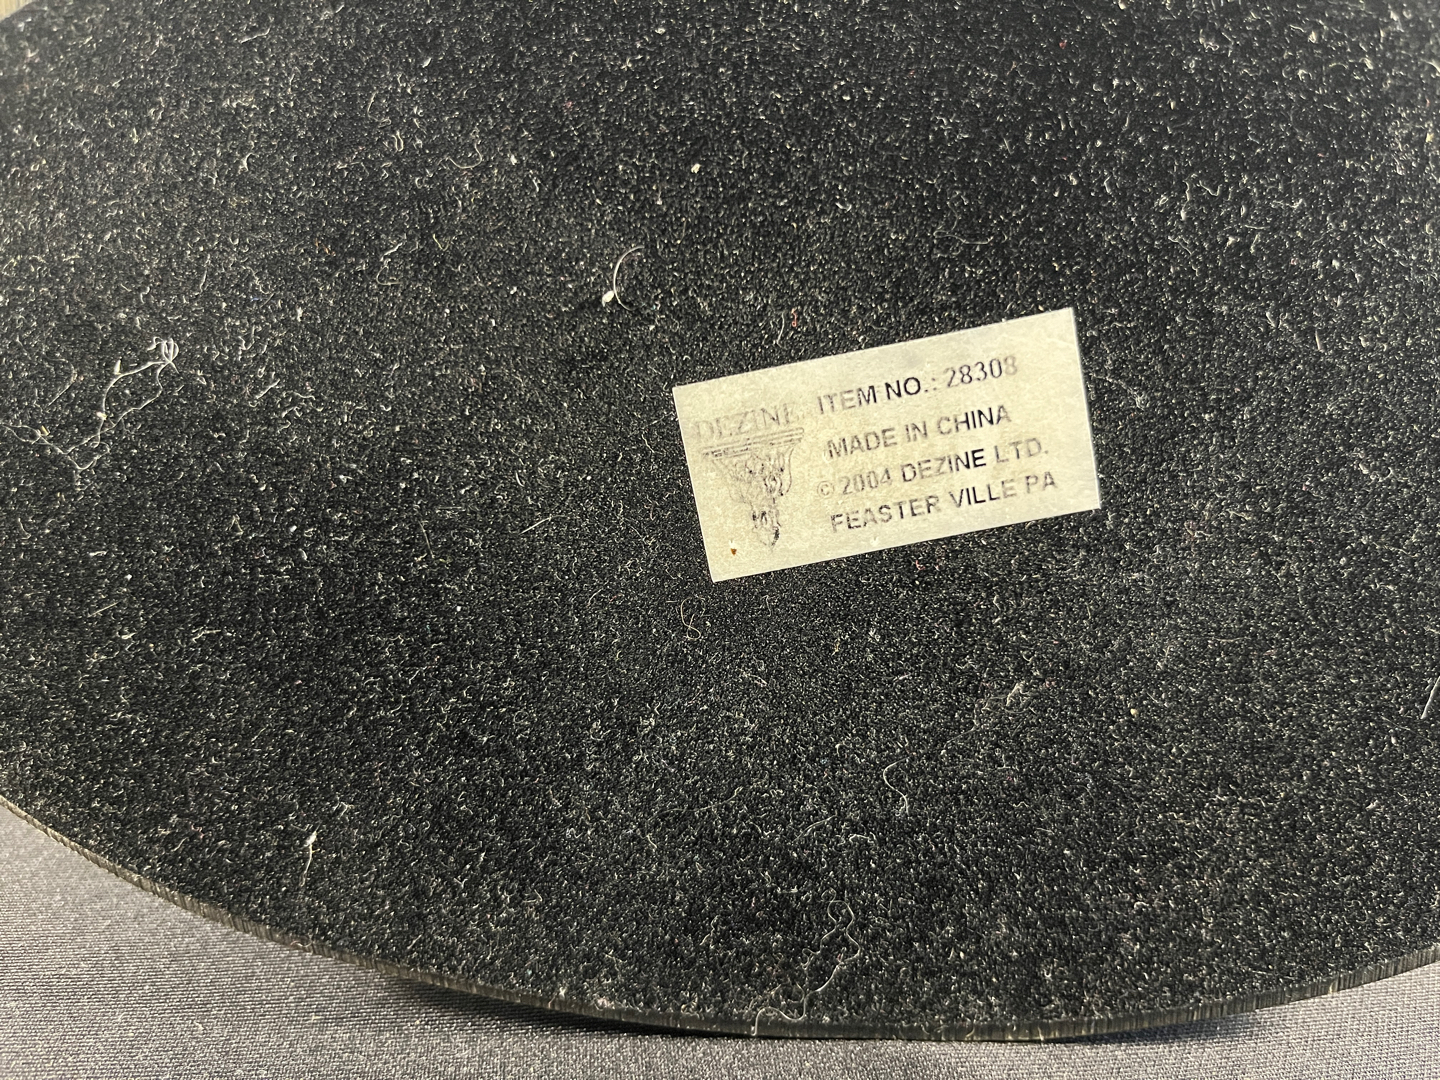 DEZINE
ITEM NO.: 28308
MADE IN CHINA
© 2004 DEZINE LTD.
FEASTER VILLE PA